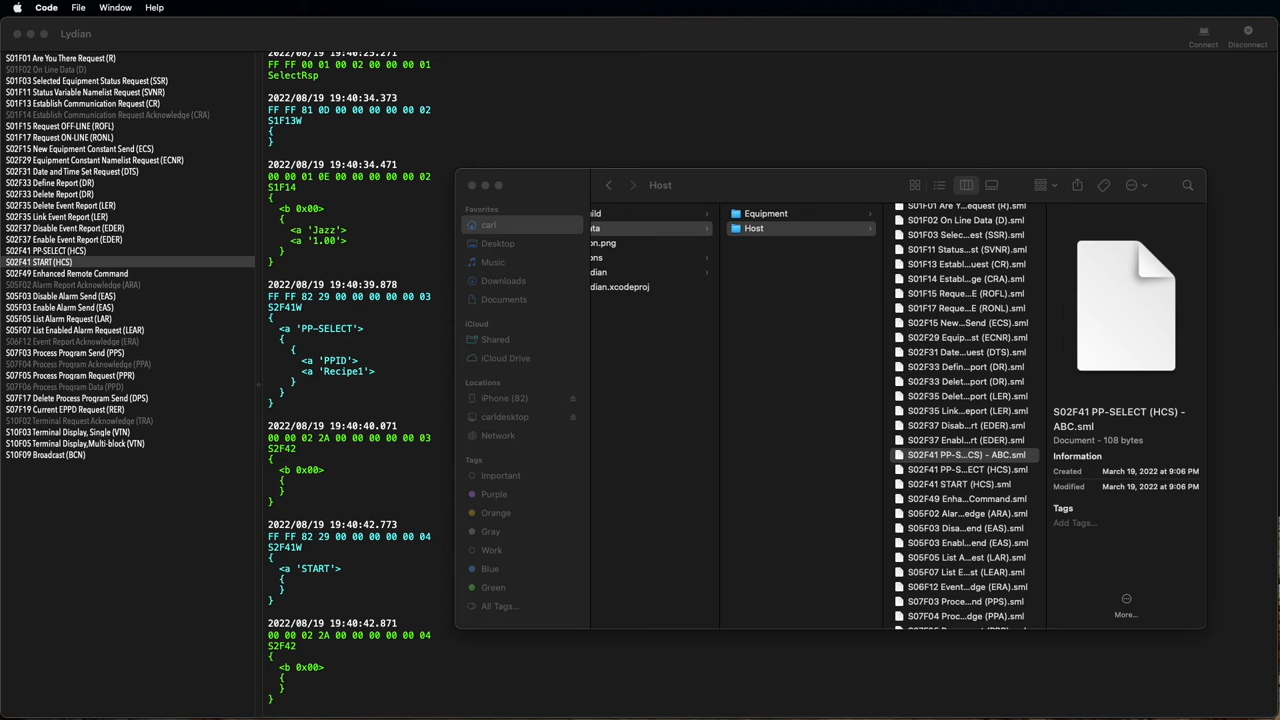 Code File Window Help
Lydian
Connect
Disconnect
S01F01 Are You There Request (R)
S01F02 On Line Data (D)
S01F03 Selected Equipment Status Request (SSR)
S01F11 Status Variable Namelist Request (SVNR)
S01F13 Establish Communication Request (CR)
S01F14 Establish Communication Request Acknowledge (CRA)
S01F15 Request OFF-LINE (ROFL)
S01F17 Request ON-LINE (RONL)
S02F15 New Equipment Constant Send (ECS)
S02F29 Equipment Constant Namelist Request (ECNR)
S02F31 Date and Time Set Request (DTS)
S02F33 Define Report (DR)
S02F33 Delete Report (DR)
S02F35 Delete Event Report (LER)
S02F35 Link Event Report (LER)
S02F37 Disable Event Report (EDER)
S02F37 Enable Event Report (EDER)
S02F41 PP-SELECT (HCS)
S02F41 START (HCS)
S02F49 Enhanced Remote Command
S05F02 Alarm Report Acknowledge (ARA)
S05F03 Disable Alarm Send (EAS)
S05F03 Enable Alarm Send (EAS)
S05F05 List Alarm Request (LAR)
S05F07 List Enabled Alarm Request (LEAR)
S06F12 Event Report Acknowledge (ERA)
S07F03 Process Program Send (PPS)
S07F04 Process Program Acknowledge (PPA)
S07F05 Process Program Request (PPR)
S07F06 Process Program Data (PPD)
S07F17 Delete Process Program Send (DPS)
S07F19 Current EPPD Request (RER)
S10F02 Terminal Request Acknowledge (TRA)
S10F03 Terminal Display, Single (VTN)
S10F05 Terminal Display,Multi-block (VTN)
S10F09 Broadcast (BCN)
2022/08/19 19:40:25.271
FF FF 00 01 00 02 00 00 00 01
SelectRsp
2022/08/19 19:40:34.373
FF FF 81 0D 00 00 00 00 00 02
S1F13W
{
}
2022/08/19 19:40:34.471
00 00 01 0E 00 00 00 00 00 02
S1F14
{
<b 0x00>
{
<a 'Jazz'>
<a '1.00'>
}
}
2022/08/19 19:40:39.878
FF FF 82 29 00 00 00 00 00 03
S2F41W
{
<a 'PP-SELECT'>
{
{
<a 'PPID'>
<a 'Recipe1'>
}
}
}
2022/08/19 19:40:40.071
00 00 02 2A 00 00 00 00 00 03
S2F42
{
<b 0x00>
{
}
}
2022/08/19 19:40:42.773
FF FF 82 29 00 00 00 00 00 04
S2F41W
{
<a 'START'>
{
}
}
2022/08/19 19:40:42.871
00 00 02 2A 00 00 00 00 00 04
S2F42
{
<b 0x00>
{
}
}
Host
Favorites
carl
Desktop
Music
Downloads
Documents
iCloud
Shared
iCloud Drive
Locations
iPhone (82)
carldesktop
Network
Tags
Important
Purple
Orange
Gray
Work
Blue
Green
All Tags...
ild
ata
on.png
ons
dian
dian.xcodeproj
Equipment
Host
S01F01 Are Y...equest (R).sml
S01F02 On Line Data (D).sml
S01F03 Selec...est (SSR).sml
S01F11 Status...st (SVNR).sml
S01F13 Establ...quest (CR).sml
S01F14 Establ...ge (CRA).sml
S01F15 Reque...E (ROFL).sml
S01F17 Reque...E (RONL).sml
S02F15 New...Send (ECS).sml
S02F29 Equip...st (ECNR).sml
S02F31 Date...uest (DTS).sml
S02F33 Defin...port (DR).sml
S02F33 Delet...port (DR).sml
S02F35 Delet...ort (LER).sml
S02F35 Link...eport (LER).sml
S02F37 Disab...rt (EDER).sml
S02F37 Enabl...rt (EDER).sml
S02F41 PP-S...CS) - ABC.sml
S02F41 PP-S...ECT (HCS).sml
S02F41 START (HCS).sml
S02F49 Enha...Command.sml
S05F02 Alar...edge (ARA).sml
S05F03 Disa...end (EAS).sml
S05F03 Enabl...end (EAS).sml
S05F05 List A...est (LAR).sml
S05F07 List E...st (LEAR).sml
S06F12 Event...dge (ERA).sml
S07F03 Proce...nd (PPS).sml
S07F04 Proc...dge (PPA).sml
S02F41 PP-SELECT (HCS) -
ABC.sml
Document - 108 bytes
Information
Created March 19, 2022 at 9:06 PM
Modified March 19, 2022 at 9:06 PM
Tags
Add Tags...
More...